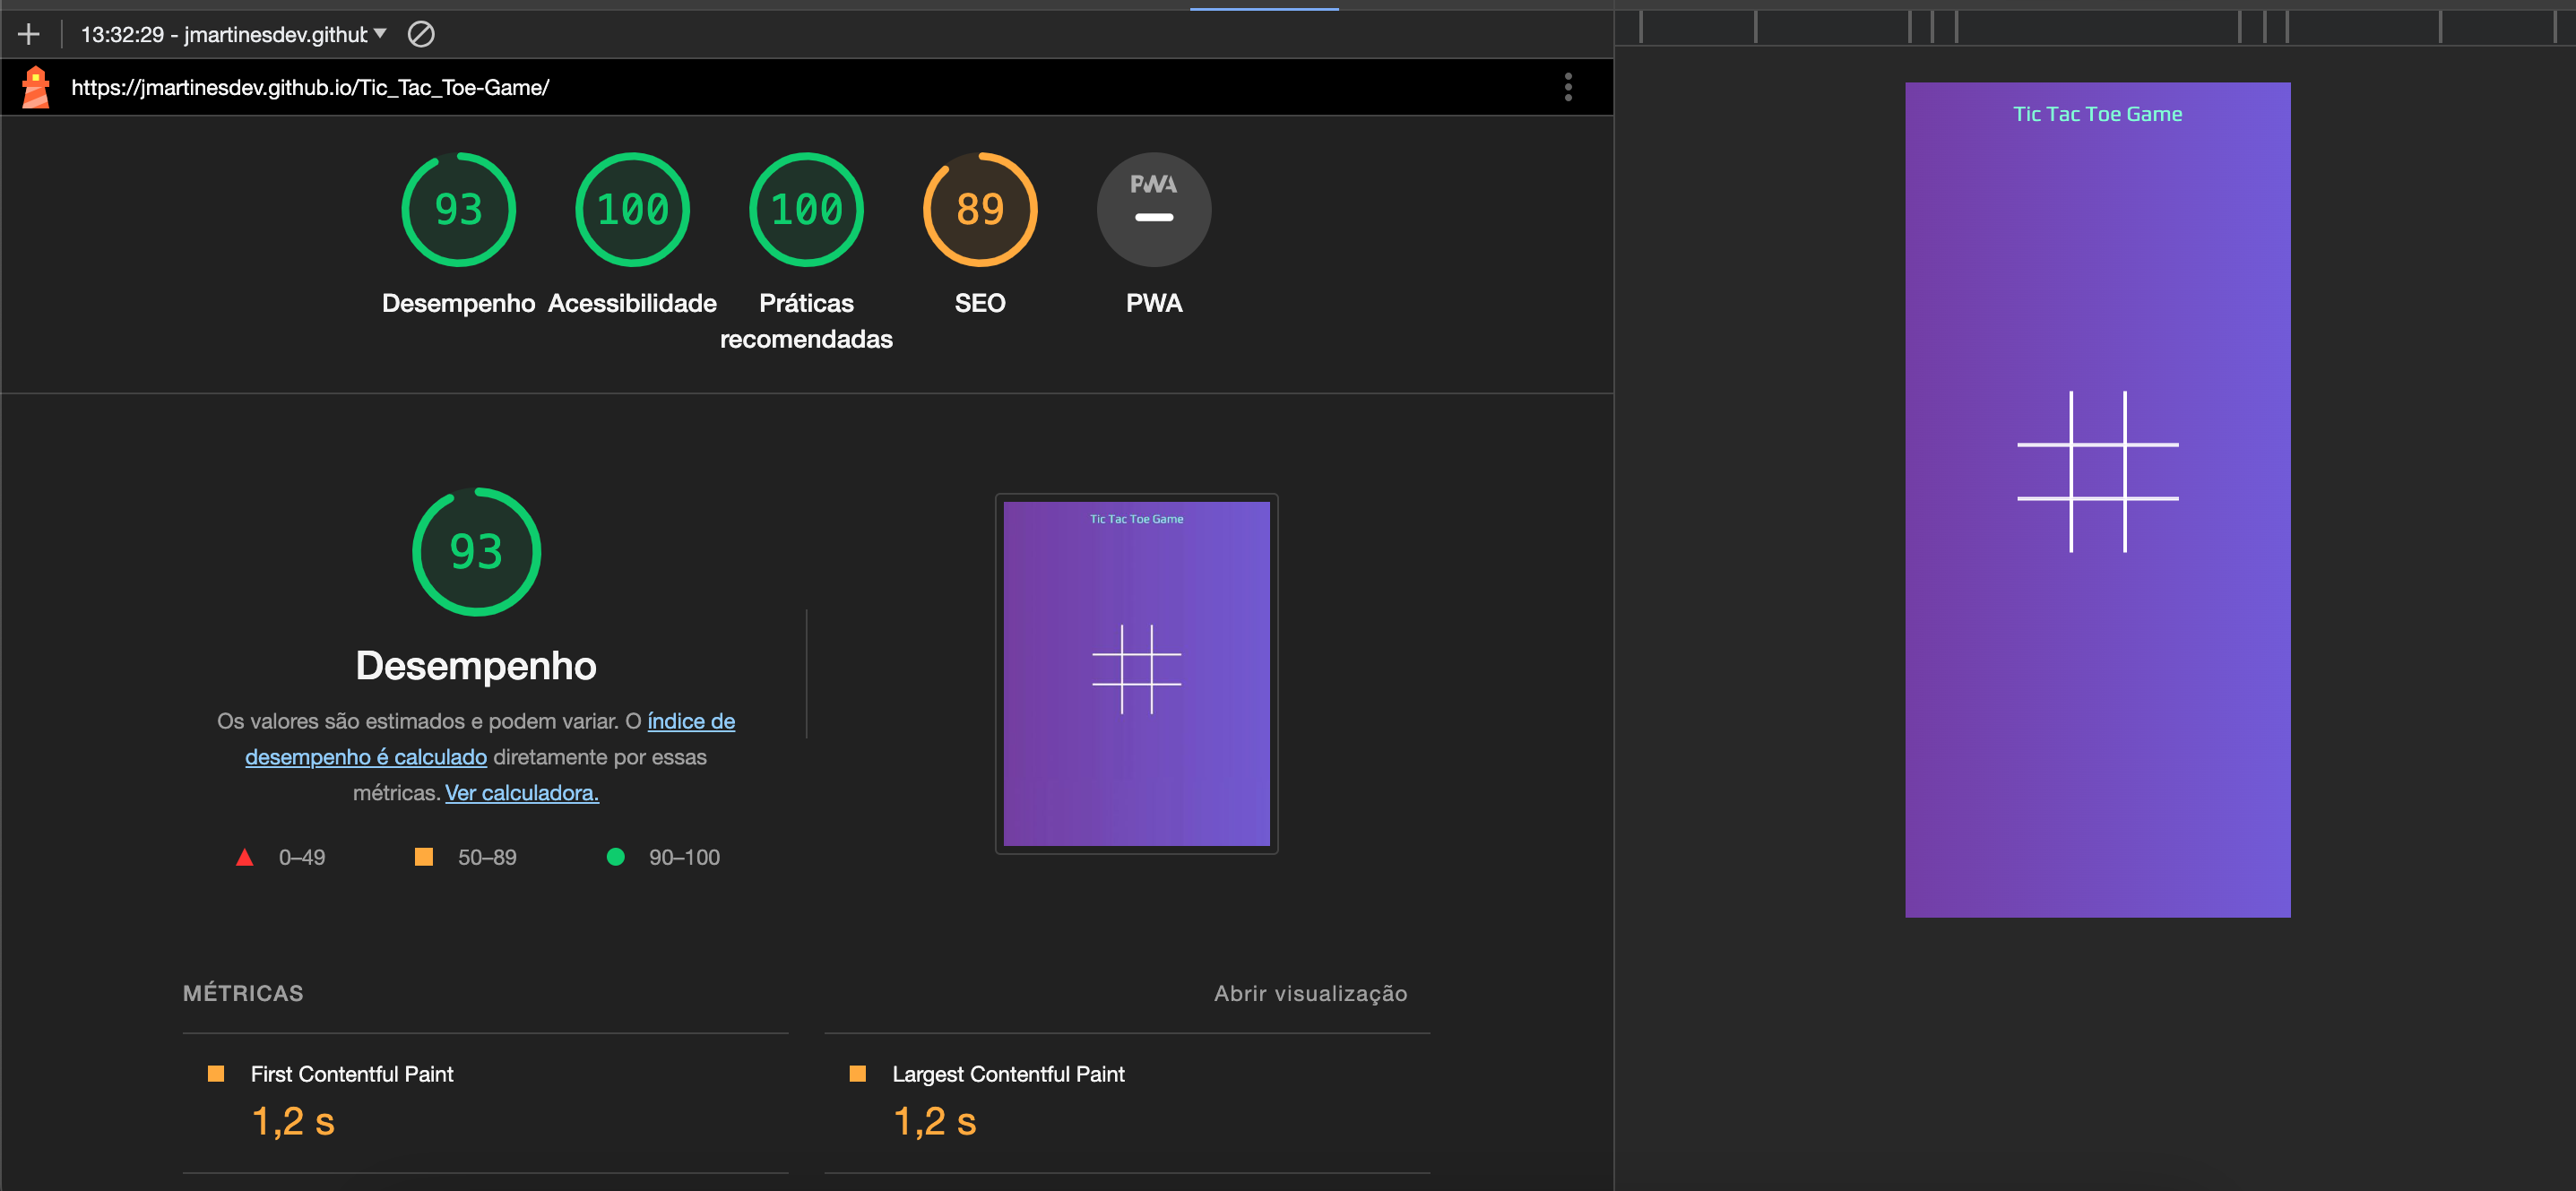 13:32:29 - jmartinesdev.github
https://jmartinesdev.github.io/Tic_Tac_Toe-Game/
93
100
100
89
PWA
Desempenho
Acessibilidade
Práticas
recomendadas
SEO
PWA
93
Desempenho
Os valores são estimados e podem variar. O índice de
desempenho é calculado diretamente por essas
métricas. Ver calculadora.
0–49
50–89
90–100
Tic Tac Toe Game
MÉTRICAS
Abrir visualização
First Contentful Paint
1,2 s
Largest Contentful Paint
1,2 s
Tic Tac Toe Game